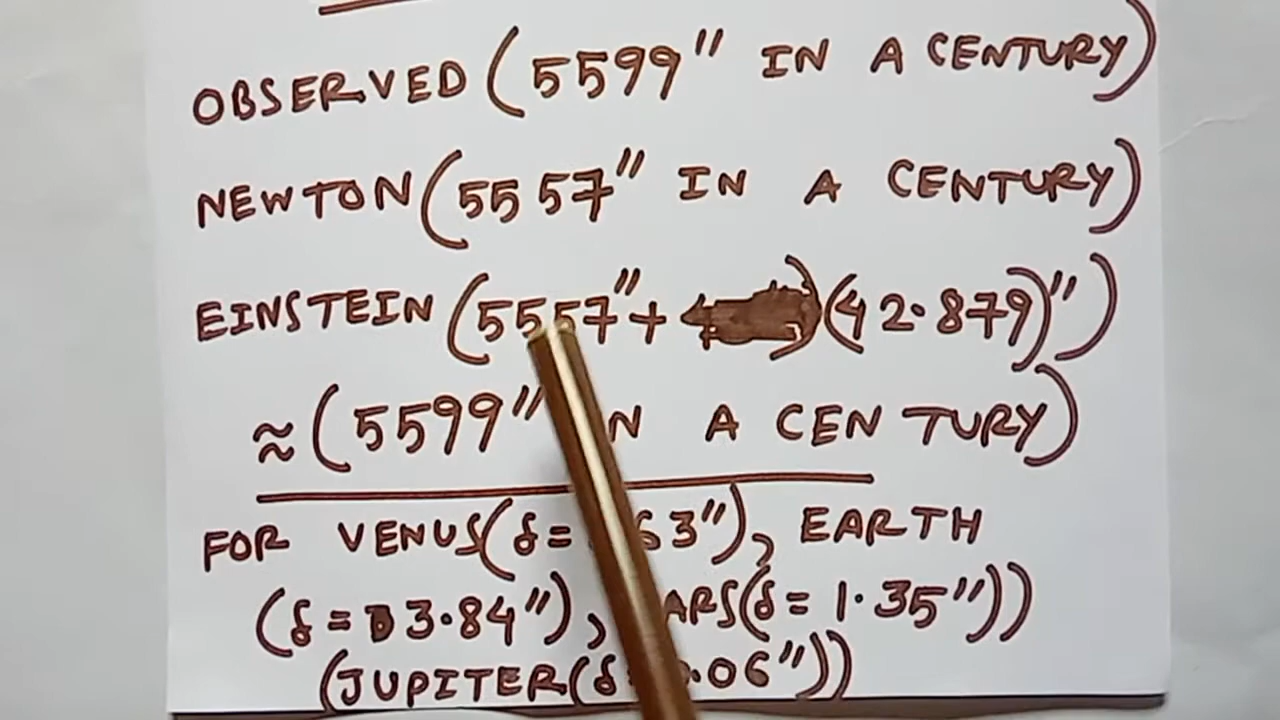 OBSERVED (5599" IN A CENTURY)
NEWTON (5557" IN A CENTURY)
EINSTEIN (5557" + (42.879)")
≈ (5599" IN A CENTURY)
FOR VENUS (δ= 63"), EARTH
(δ = 3.84"), ARS (δ = 1.35"))
(JUPITER (δ .06"))